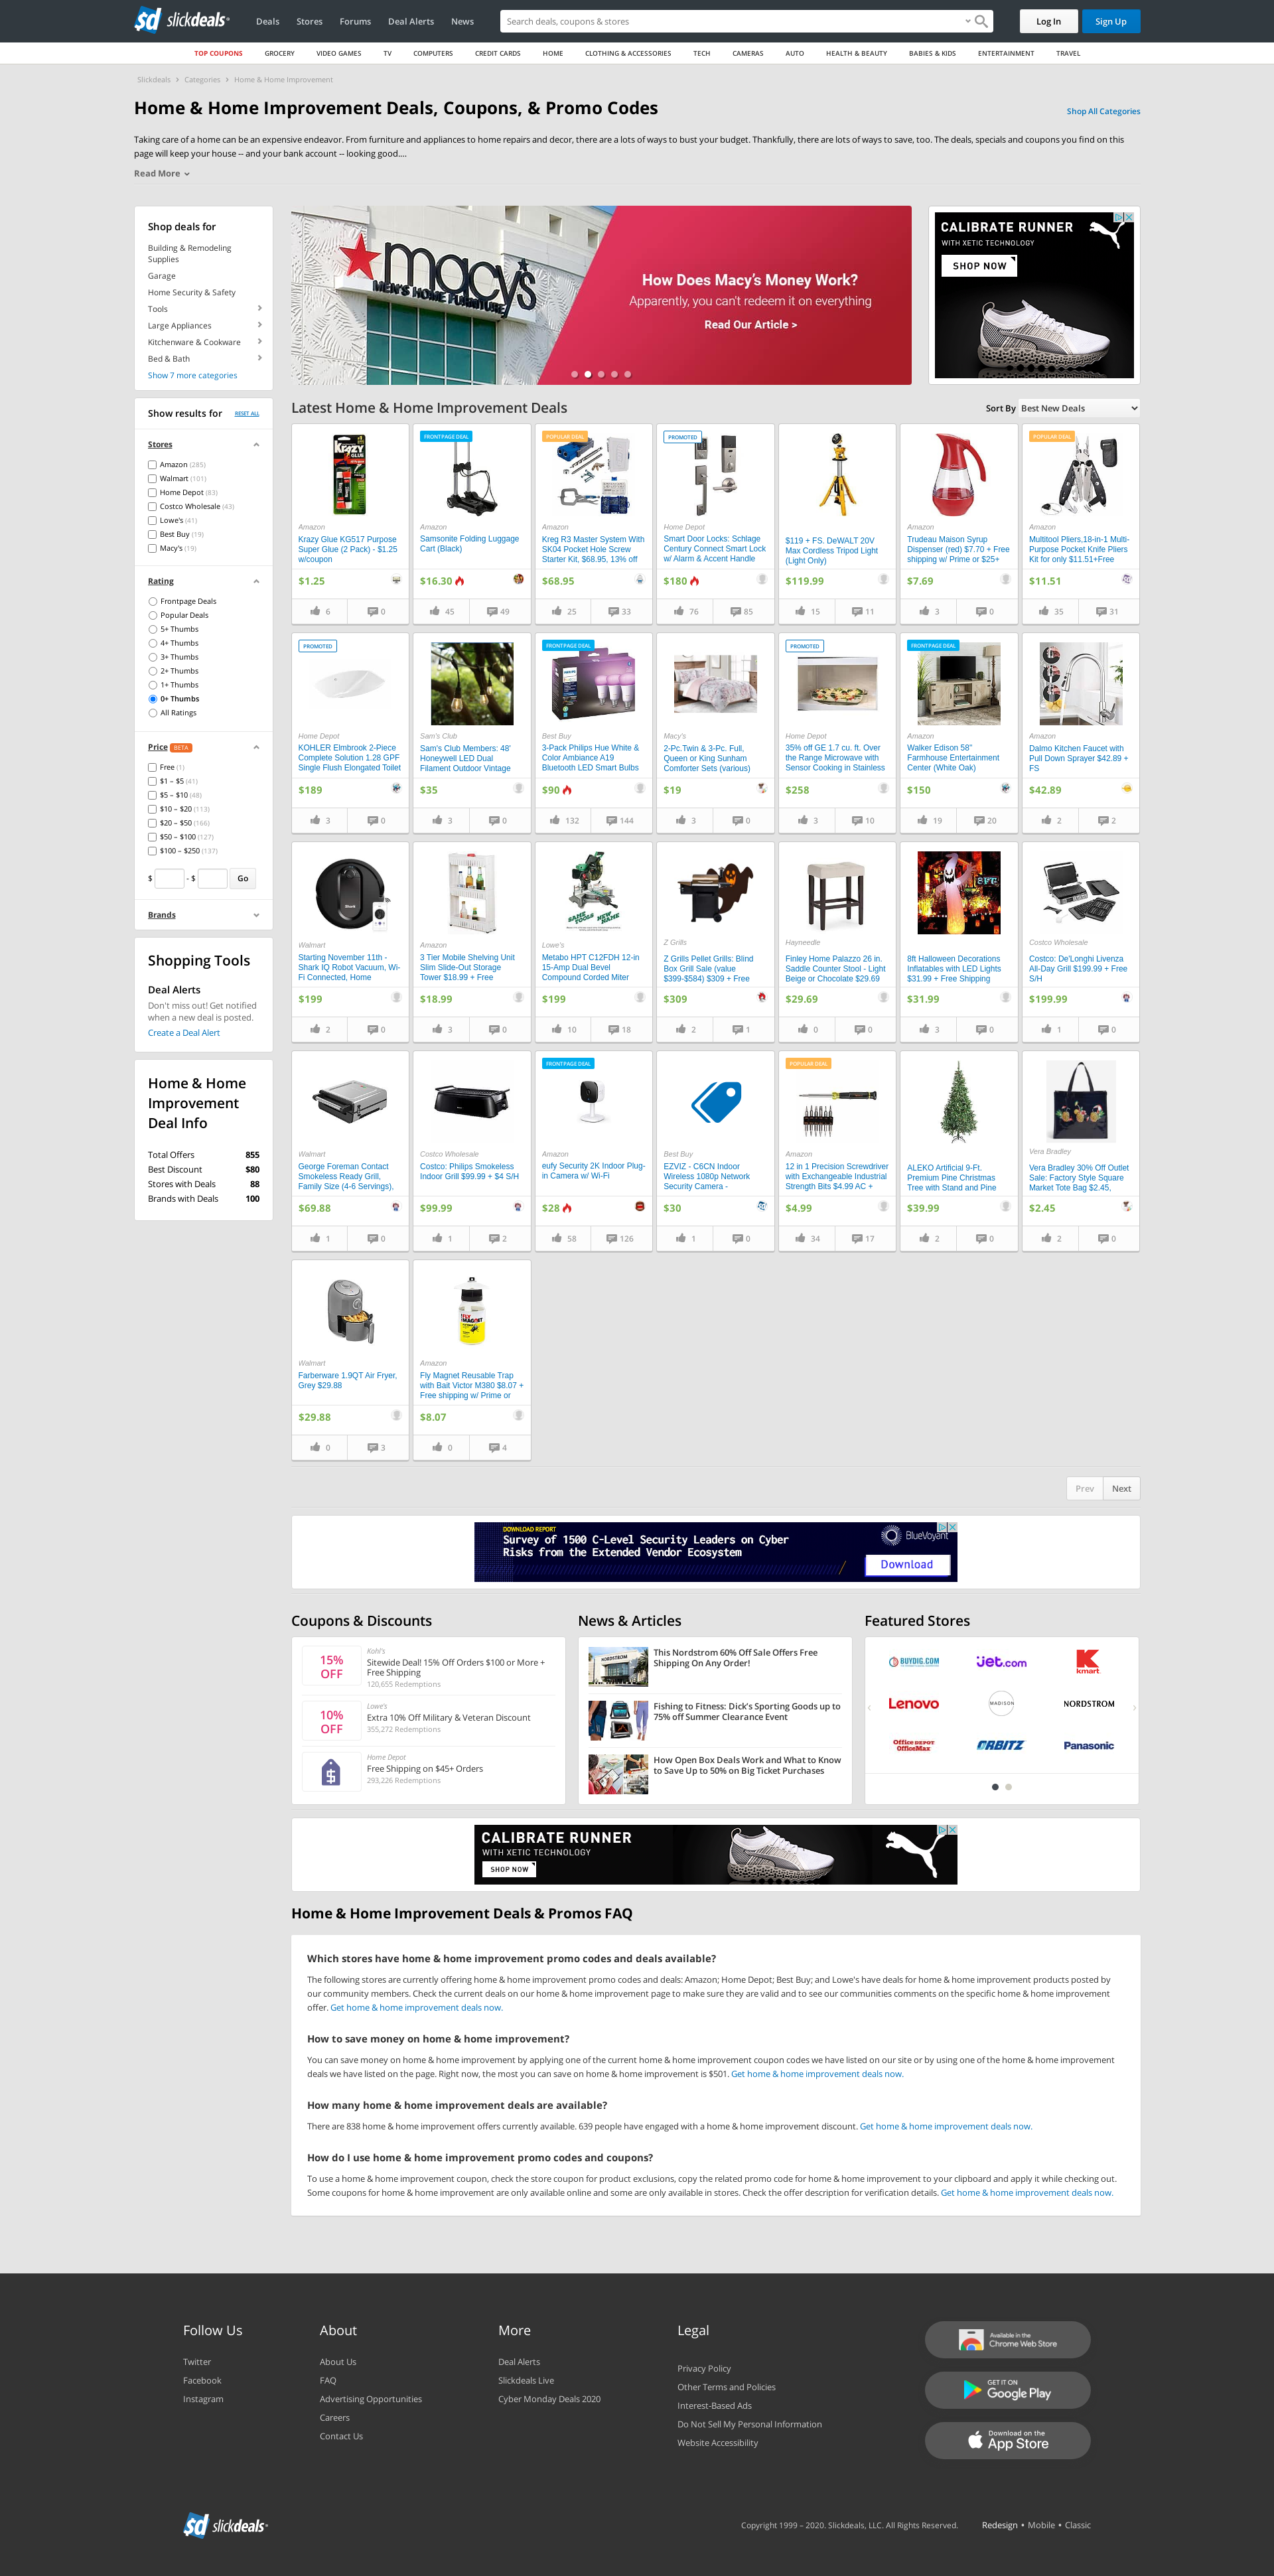 slickdeals
Deals
Stores
Forums
Deal Alerts
News
Search deals, coupons & stores
Log In
Sign Up
TOP COUPONS
GROCERY
VIDEO GAMES
TV
COMPUTERS
CREDIT CARDS
HOME
CLOTHING & ACCESSORIES
TECH
CAMERAS
AUTO
HEALTH & BEAUTY
BABIES & KIDS
ENTERTAINMENT
TRAVEL
Slickdeals > Categories > Home & Home Improvement
Home & Home Improvement Deals, Coupons, & Promo Codes
Shop All Categories
Taking care of a home can be an expensive endeavor. From furniture and appliances to home repairs and decor, there are a lots of ways to bust your budget. Thankfully, there are lots of ways to save, too. The deals, specials and coupons you find on this
page will keep your house -- and your bank account -- looking good....
Read More
Shop deals for
Building & Remodeling
Supplies
Garage
Home Security & Safety
Tools
Large Appliances
Kitchenware & Cookware
Bed & Bath
Show 7 more categories
macy's
MEN'S HOME FURNITURE
How Does Macy's Money Work?
Apparently, you can't redeem it on everything
Read Our Article >
CALIBRATE RUNNER
WITH XETIC TECHNOLOGY
SHOP NOW
Show results for
RESET ALL
Stores
Amazon (285)
Walmart (101)
Home Depot (83)
Costco Wholesale (43)
Lowe's (41)
Best Buy (19)
Macy's (19)
Rating
Frontpage Deals
Popular Deals
5+ Thumbs
4+ Thumbs
3+ Thumbs
2+ Thumbs
1+ Thumbs
0+ Thumbs
All Ratings
Price BETA
Free (1)
$1 – $5 (41)
$5 – $10 (48)
$10 – $20 (113)
$20 – $50 (166)
$50 – $100 (127)
$100 – $250 (137)
$ - $ Go
Brands
Shopping Tools
Deal Alerts
Don't miss out! Get notified
when a new deal is posted.
Create a Deal Alert
Home & Home
Improvement
Deal Info
Total Offers 855
Best Discount $80
Stores with Deals 88
Brands with Deals 100
Latest Home & Home Improvement Deals
Sort By Best New Deals
Amazon
Krazy Glue KG517 Purpose
Super Glue (2 Pack) - $1.25
w/coupon
$1.25
6 0
FRONTPAGE DEAL
Amazon
Samsonite Folding Luggage
Cart (Black)
$16.30
45 49
POPULAR DEAL
Amazon
Kreg R3 Master System With
SK04 Pocket Hole Screw
Starter Kit, $68.95, 13% off
$68.95
25 33
PROMOTED
Home Depot
Smart Door Locks: Schlage
Century Connect Smart Lock
w/ Alarm & Accent Handle
$180
76 85
$119 + FS. DeWALT 20V
Max Cordless Tripod Light
(Light Only)
$119.99
15 11
Amazon
Trudeau Maison Syrup
Dispenser (red) $7.70 + Free
shipping w/ Prime or $25+
$7.69
3 0
POPULAR DEAL
Amazon
Multitool Pliers,18-in-1 Multi-
Purpose Pocket Knife Pliers
Kit for only $11.51+Free
$11.51
35 31
PROMOTED
Home Depot
KOHLER Elmbrook 2-Piece
Complete Solution 1.28 GPF
Single Flush Elongated Toilet
$189
3 0
Sam's Club
Sam's Club Members: 48'
Honeywell LED Dual
Filament Outdoor Vintage
$35
3 0
FRONTPAGE DEAL
Best Buy
3-Pack Philips Hue White &
Color Ambiance A19
Bluetooth LED Smart Bulbs
$90
132 144
Macy's
2-Pc.Twin & 3-Pc. Full,
Queen or King Sunham
Comforter Sets (various)
$19
3 0
PROMOTED
Home Depot
35% off GE 1.7 cu. ft. Over
the Range Microwave with
Sensor Cooking in Stainless
$258
3 10
FRONTPAGE DEAL
Amazon
Walker Edison 58"
Farmhouse Entertainment
Center (White Oak)
$150
19 20
Amazon
Dalmo Kitchen Faucet with
Pull Down Sprayer $42.89 +
FS
$42.89
2 2
Walmart
Starting November 11th -
Shark IQ Robot Vacuum, Wi-
Fi Connected, Home
$199
2 0
Amazon
3 Tier Mobile Shelving Unit
Slim Slide-Out Storage
Tower $18.99 + Free
$18.99
3 0
SAME TOOLS NEW NAME
Lowe's
Metabo HPT C12FDH 12-in
15-Amp Dual Bevel
Compound Corded Miter
$199
10 18
Z Grills
Z Grills Pellet Grills: Blind
Box Grill Sale (value
$399-$584) $309 + Free
$309
2 1
Hayneedle
Finley Home Palazzo 26 in.
Saddle Counter Stool - Light
Beige or Chocolate $29.69
$29.69
0 0
8FT
8ft Halloween Decorations
Inflatables with LED Lights
$31.99 + Free Shipping
$31.99
3 0
Costco Wholesale
Costco: De'Longhi Livenza
All-Day Grill $199.99 + Free
S/H
$199.99
1 0
Walmart
George Foreman Contact
Smokeless Ready Grill,
Family Size (4-6 Servings),
$69.88
1 0
Costco Wholesale
Costco: Philips Smokeless
Indoor Grill $99.99 + $4 S/H
$99.99
1 2
FRONTPAGE DEAL
Amazon
eufy Security 2K Indoor Plug-
in Camera w/ Wi-Fi
$28
58 126
Best Buy
EZVIZ - C6CN Indoor
Wireless 1080p Network
Security Camera -
$30
1 0
POPULAR DEAL
Amazon
12 in 1 Precision Screwdriver
with Exchangeable Industrial
Strength Bits $4.99 AC +
$4.99
34 17
ALEKO Artificial 9-Ft.
Premium Pine Christmas
Tree with Stand and Pine
$39.99
2 0
Vera Bradley
Vera Bradley 30% Off Outlet
Sale: Factory Style Square
Market Tote Bag $2.45,
$2.45
2 0
Walmart
Farberware 1.9QT Air Fryer,
Grey $29.88
$29.88
0 3
Amazon
Fly Magnet Reusable Trap
with Bait Victor M380 $8.07 +
Free shipping w/ Prime or
$8.07
0 4
Prev Next
DOWNLOAD REPORT
Survey of 1500 C-Level Security Leaders on Cyber
Risks from the Extended Vendor Ecosystem
BlueVoyant
Download
Coupons & Discounts
15%
OFF
Kohl's
Sitewide Deal! 15% Off Orders $100 or More +
Free Shipping
120,655 Redemptions
10%
OFF
Lowe's
Extra 10% Off Military & Veteran Discount
355,272 Redemptions
Home Depot
Free Shipping on $45+ Orders
293,226 Redemptions
News & Articles
NORDSTROM
This Nordstrom 60% Off Sale Offers Free
Shipping On Any Order!
Fishing to Fitness: Dick's Sporting Goods up to
75% off Summer Clearance Event
How Open Box Deals Work and What to Know
to Save Up to 50% on Big Ticket Purchases
Featured Stores
BUYDIG.COM
jet.com
kmart
Lenovo
MADISON
NORDSTROM
Office DEPOT
OfficeMax
ORBITZ
Panasonic
CALIBRATE RUNNER
WITH XETIC TECHNOLOGY
SHOP NOW
Home & Home Improvement Deals & Promos FAQ
Which stores have home & home improvement promo codes and deals available?
The following stores are currently offering home & home improvement promo codes and deals: Amazon; Home Depot; Best Buy; and Lowe's have deals for home & home improvement products posted by
our community members. Check the current deals on our home & home improvement page to make sure they are valid and to see our communities comments on the specific home & home improvement
offer. Get home & home improvement deals now.
How to save money on home & home improvement?
You can save money on home & home improvement by applying one of the current home & home improvement coupon codes we have listed on our site or by using one of the home & home improvement
deals we have listed on the page. Right now, the most you can save on home & home improvement is $501. Get home & home improvement deals now.
How many home & home improvement deals are available?
There are 838 home & home improvement offers currently available. 639 people have engaged with a home & home improvement discount. Get home & home improvement deals now.
How do I use home & home improvement promo codes and coupons?
To use a home & home improvement coupon, check the store coupon for product exclusions, copy the related promo code for home & home improvement to your clipboard and apply it while checking out.
Some coupons for home & home improvement are only available online and some are only available in stores. Check the offer description for verification details. Get home & home improvement deals now.
Follow Us
Twitter
Facebook
Instagram
About
About Us
FAQ
Advertising Opportunities
Careers
Contact Us
More
Deal Alerts
Slickdeals Live
Cyber Monday Deals 2020
Legal
Privacy Policy
Other Terms and Policies
Interest-Based Ads
Do Not Sell My Personal Information
Website Accessibility
Available in the
Chrome Web Store
GET IT ON
Google Play
Download on the
App Store
slickdeals
Copyright 1999 – 2020. Slickdeals, LLC. All Rights Reserved.
Redesign • Mobile • Classic